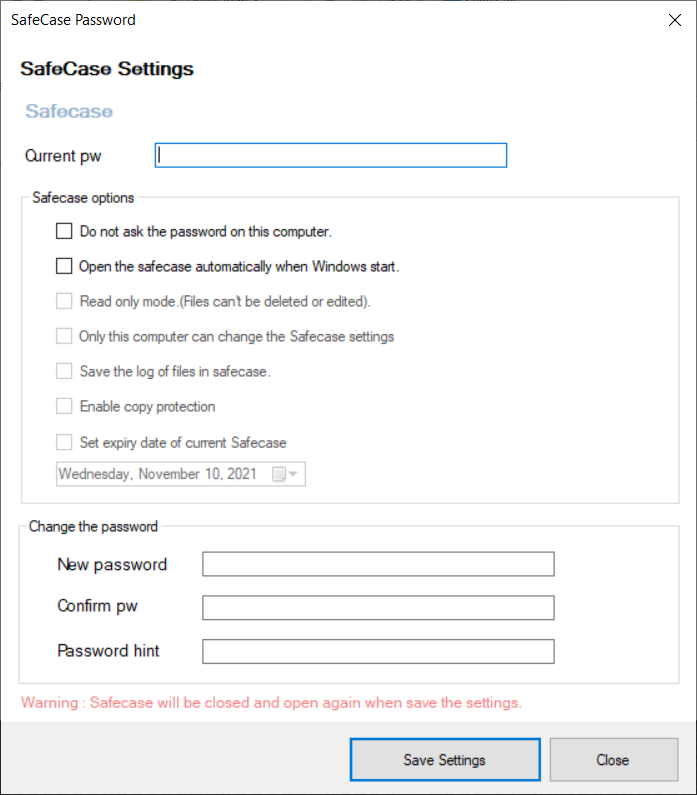 SafeCase Password
SafeCase Settings
Safecase
Current pw
Safecase options
Do not ask the password on this computer.
Open the safecase automatically when Windows start.
Read only mode.(Files can't be deleted or edited).
Only this computer can change the Safecase settings
Save the log of files in safecase.
Enable copy protection
Set expiry date of current Safecase
Wednesday, November 10, 2021
Change the password
New password
Confirm pw
Password hint
Warning : Safecase will be closed and open again when save the settings.
Save Settings
Close